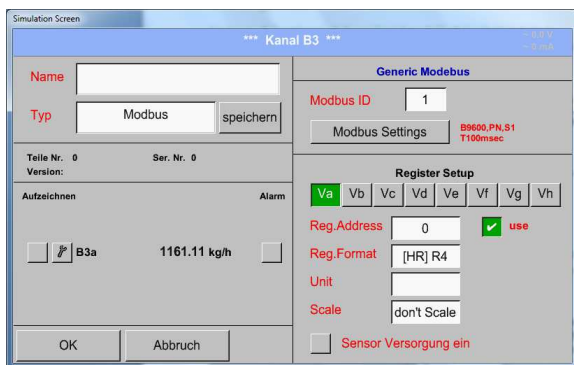 Simulation Screen
*** Kanal B3 ***
~ 0.0 V
~ 0 mA
Name
Typ
Modbus
speichern
Teile Nr. 0 Ser. Nr. 0
Version:
Aufzeichnen Alarm
B3a 1161.11 kg/h
OK
Abbruch
Generic Modebus
Modbus ID 1
Modbus Settings
B9600,PN,S1
T100msec
Register Setup
Va Vb Vc Vd Ve Vf Vg Vh
Reg.Address 0 use
Reg.Format [HR] R4
Unit
Scale don't Scale
Sensor Versorgung ein